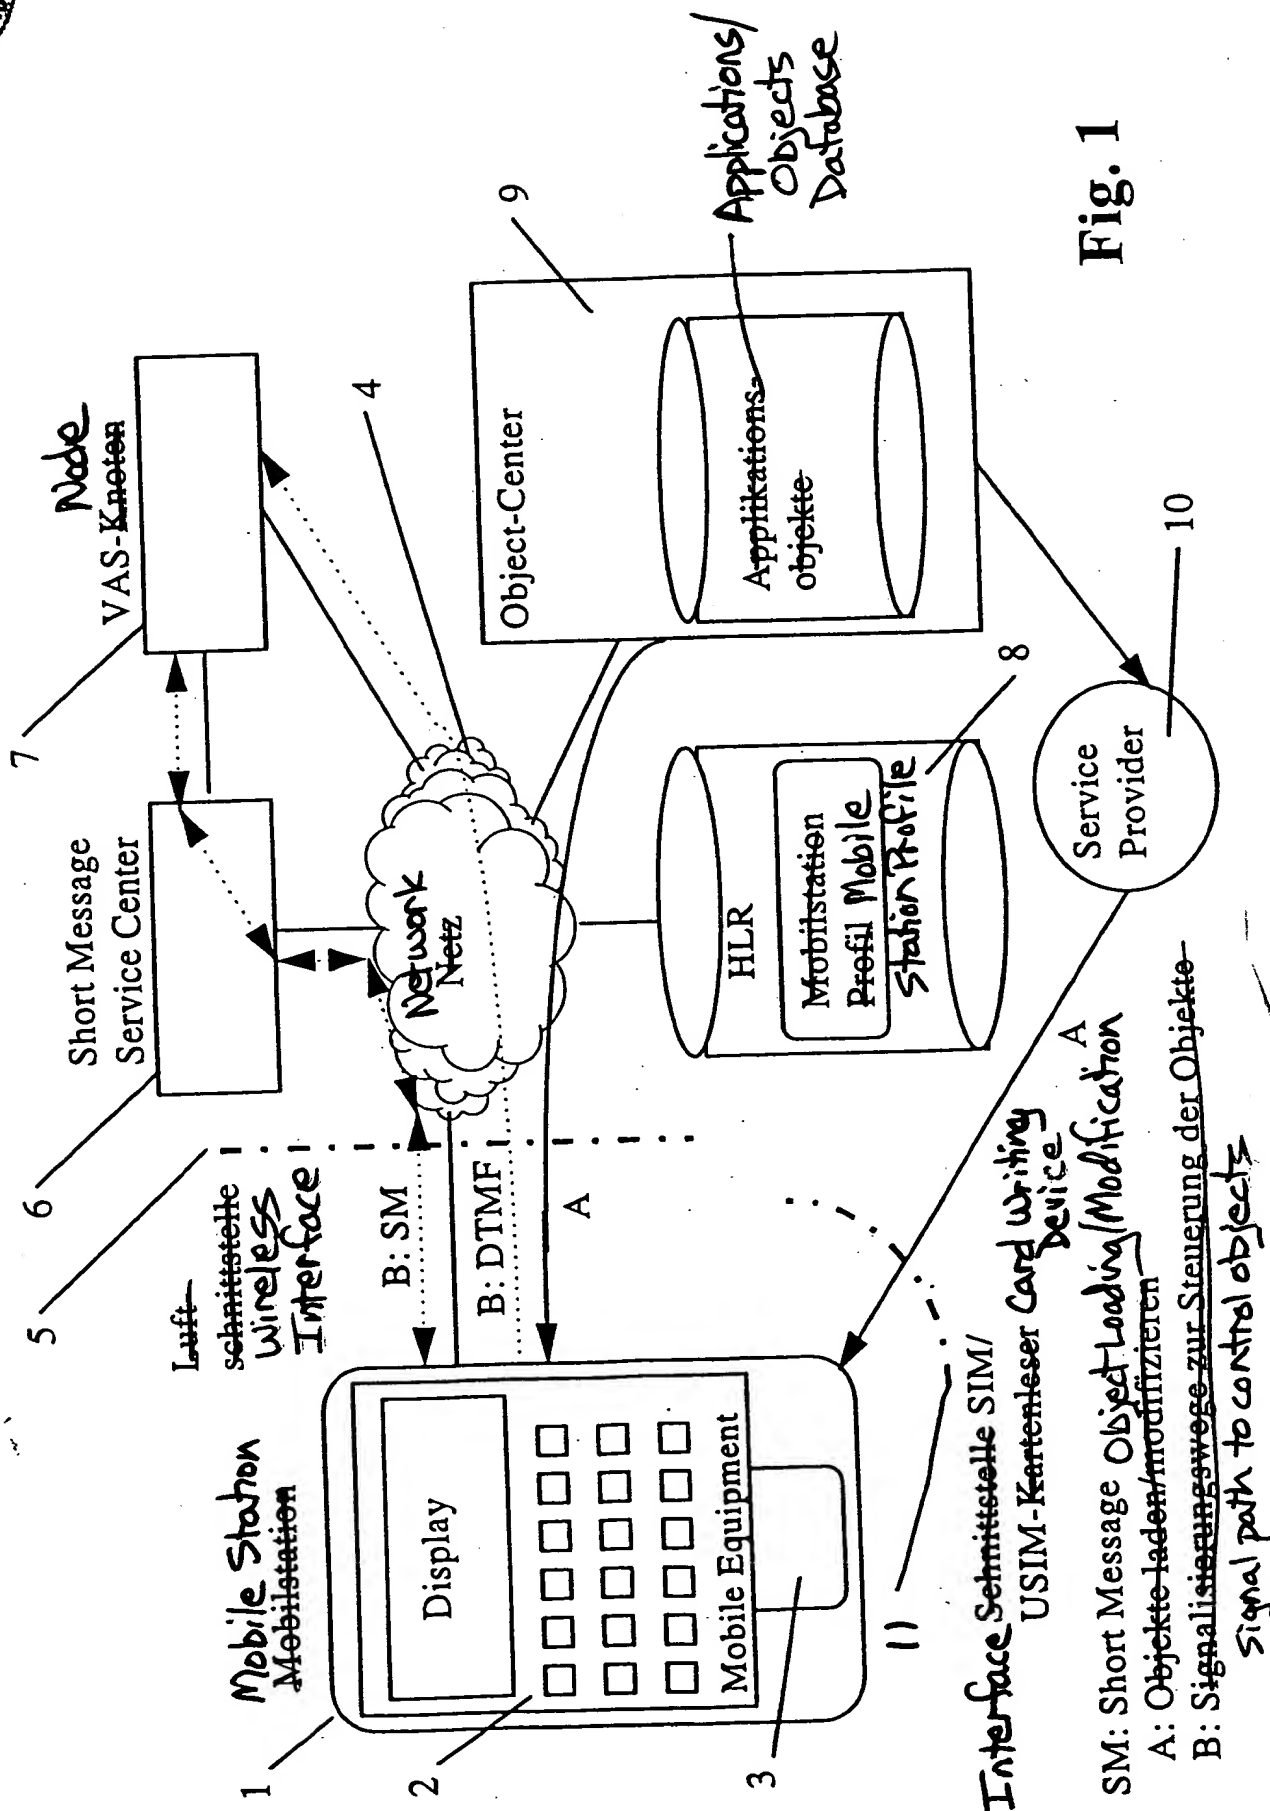 7
6
5
Node
VAS-Knoten
Short Message
Service Center
Luft-
schnittstelle
Wireless
Interface
4
9
Mobile Station
Mobilstation
1
2
3
Display
Mobile Equipment
B: SM
B: DTMF
A
Network
Netz
Object-Center
Applikations-
objekte
Applications/
Objects
Database
HLR
Mobilstation
Profil Mobile
Station Profile
8
Service
Provider
10
11
A
Interface Schnittstelle SIM/
USIM-Kartenleser Card Writing
Device
SM: Short Message Object Loading/Modification
A: Objekte laden/modifizieren
B: Signalisierungswege zur Steuerung der Objekte
signal path to control objects
Fig. 1